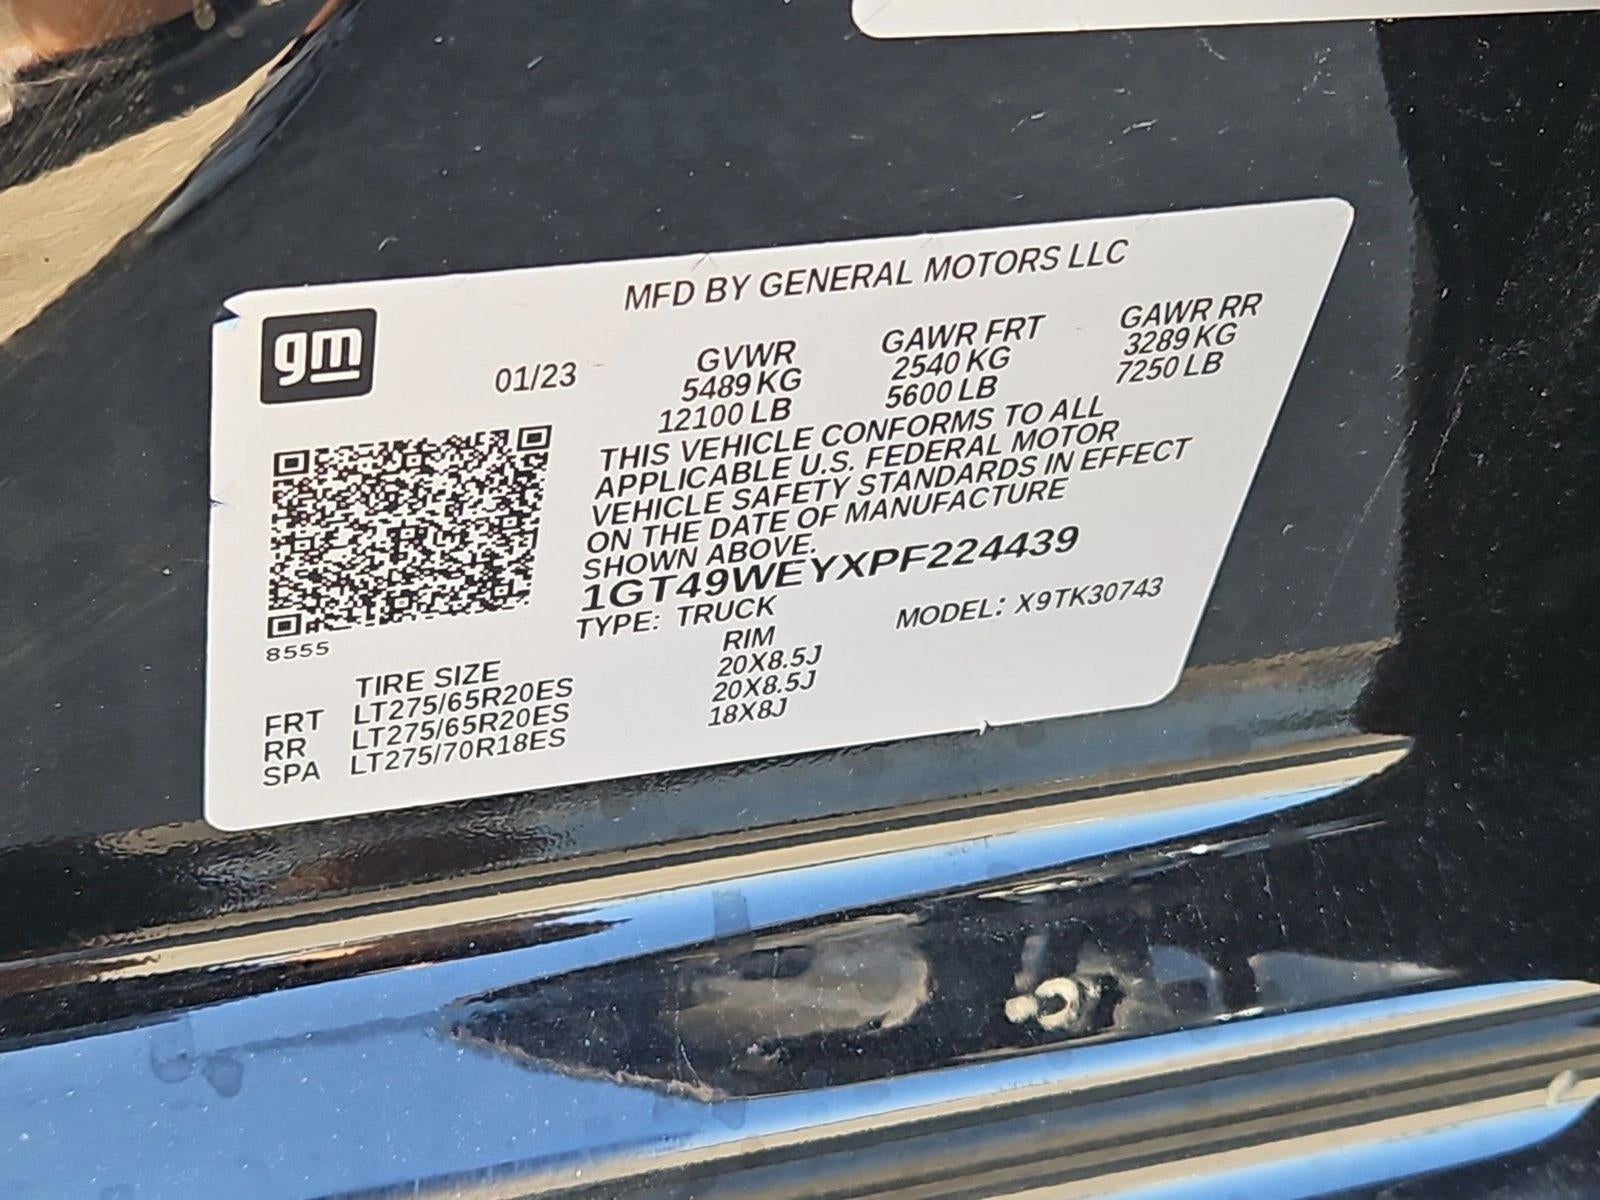 MFD BY GENERAL MOTORS LLC
gm
01/23
GVWR GAWR FRT GAWR RR
5489 KG 2540 KG 3289 KG
12100 LB 5600 LB 7250 LB
THIS VEHICLE CONFORMS TO ALL
APPLICABLE U.S. FEDERAL MOTOR
VEHICLE SAFETY STANDARDS IN EFFECT
ON THE DATE OF MANUFACTURE
SHOWN ABOVE.
1GT49WEYXPF224439
TYPE: TRUCK MODEL: X9TK30743
8555
TIRE SIZE RIM
FRT LT275/65R20ES 20X8.5J
RR LT275/65R20ES 20X8.5J
SPA LT275/70R18ES 18X8J